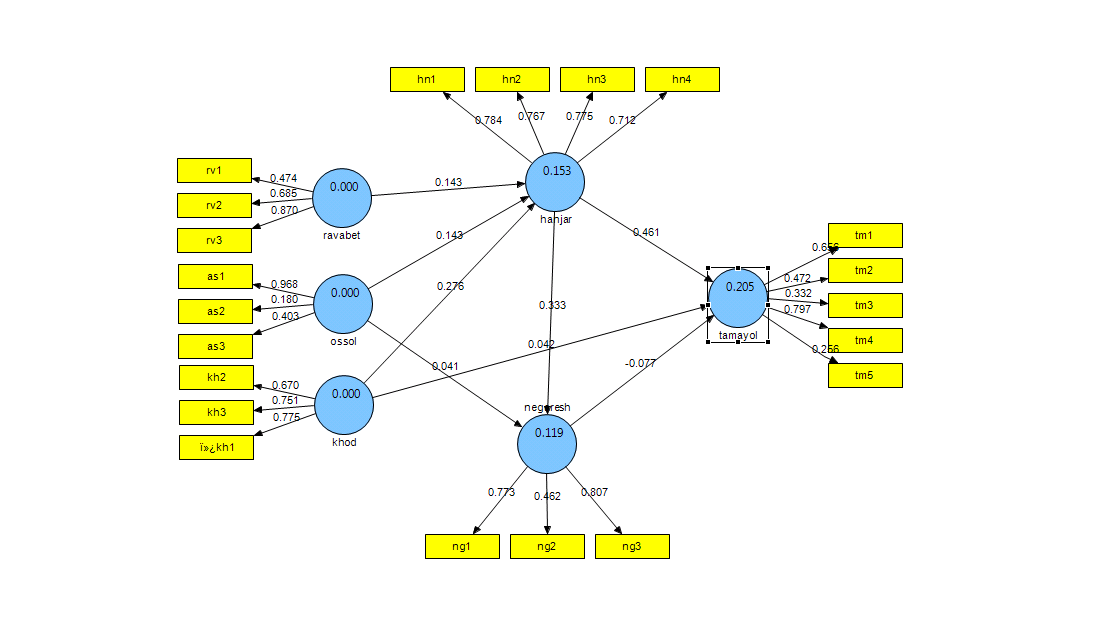 hn1
hn2
hn3
hn4
0.784
0.767
0.775
0.712
rv1
rv2
rv3
0.474
0.685
0.870
0.000
ravabet
0.143
0.153
hanjar
as1
as2
as3
0.968
0.180
0.403
0.000
ossol
0.143
0.276
0.461
0.333
0.041
0.042
-0.077
kh2
kh3
ï»¿kh1
0.670
0.751
0.775
0.000
khod
0.205
tamayol
0.656
0.472
0.332
0.797
0.256
tm1
tm2
tm3
tm4
tm5
negaresh
0.119
0.773
0.462
0.807
ng1
ng2
ng3